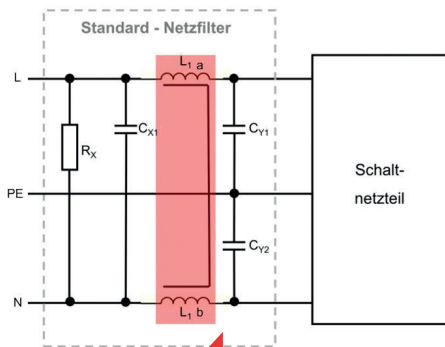 Standard - Netzfilter
L
L1 a
RX
CX1
CY1
PE
Schalt-
netzteil
CY2
N
L1 b